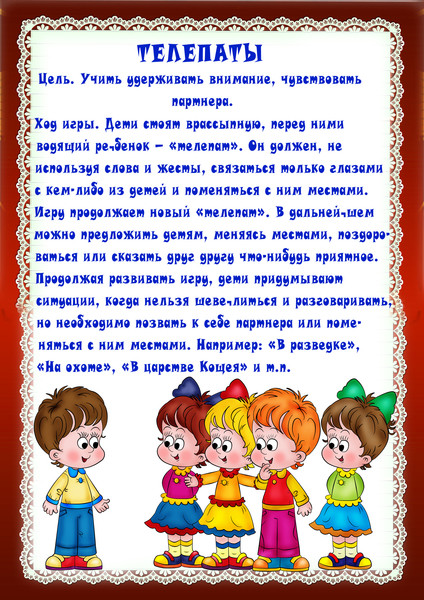 ТЕЛЕПАТЫ
Цель. Учить удерживать внимание, чувствовать
партнера.
Ход игры. Дети стоят врассыпную, перед ними
водящий ре¬бенок – «телепат». Он должен, не
используя слова и жесты, связаться только глазами
с кем-либо из детей и поменяться с ним местами.
Игру продолжает новый «телепат». В дальней¬шем
можно предложить детям, меняясь местами, поздоро-
ваться или сказать друг другу что-нибудь приятное.
Продолжая развивать игру, дети придумывают
ситуации, когда нельзя шеве¬литься и разговаривать,
но необходимо позвать к себе партнера или поме-
няться с ним местами. Например: «В разведке»,
«На охоте», «В царстве Кощея» и т.п.